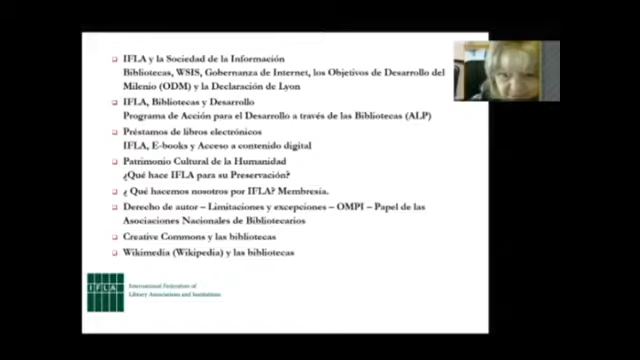 IFLA y la Sociedad de la Información
Bibliotecas, WSIS, Gobernanza de Internet, los Objetivos de Desarrollo del
Milenio (ODM) y la Declaración de Lyon
IFLA, Bibliotecas y Desarrollo
Programa de Acción para el Desarrollo a través de las Bibliotecas (ALP)
Préstamos de libros electrónicos
IFLA, E-books y Acceso a contenido digital
Patrimonio Cultural de la Humanidad
¿Qué hace IFLA para su Preservación?
¿ Qué hacemos nosotros por IFLA? Membresía.
Derecho de autor – Limitaciones y excepciones – OMPI – Papel de las
Asociaciones Nacionales de Bibliotecarios
Creative Commons y las bibliotecas
Wikimedia (Wikipedia) y las bibliotecas
IFLA
International Federation of
Library Associations and Institutions